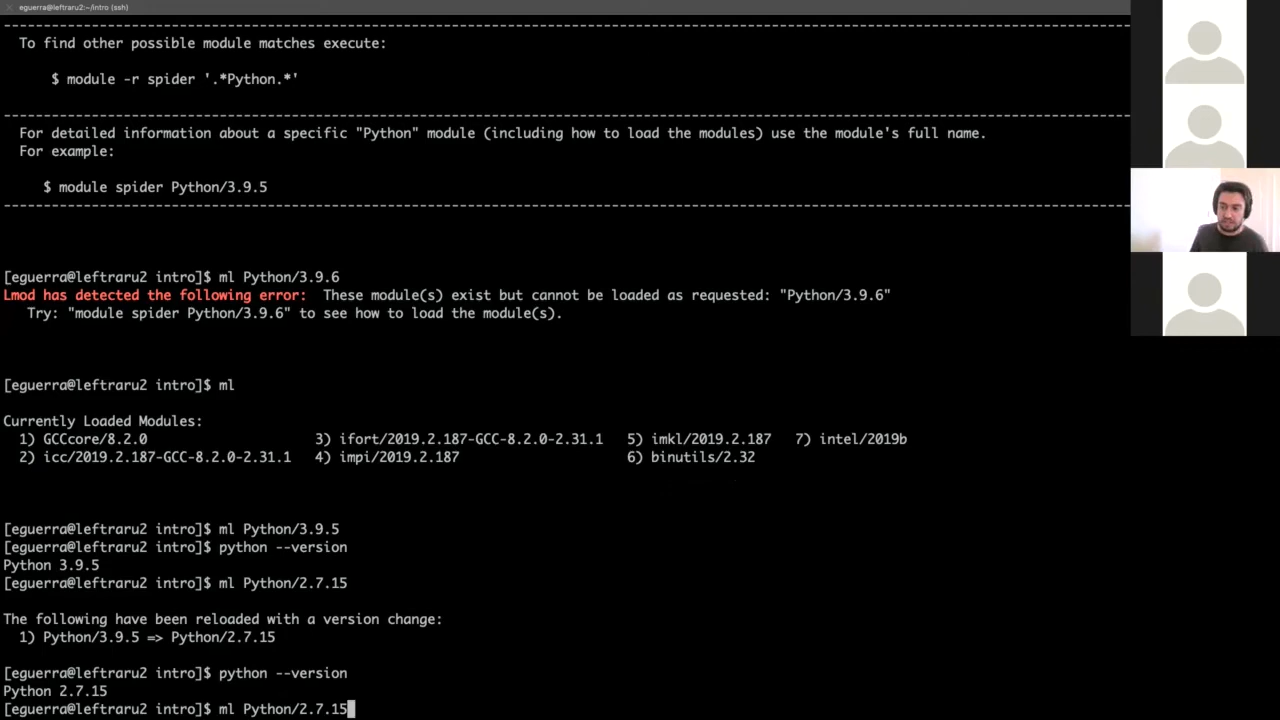 eguerra@leftraru2:~/intro (ssh)
To find other possible module matches execute:
$ module -r spider '.*Python.*'
For detailed information about a specific "Python" module (including how to load the modules) use the module's full name.
For example:
$ module spider Python/3.9.5
[eguerra@leftraru2 intro]$ ml Python/3.9.6
Lmod has detected the following error:  These module(s) exist but cannot be loaded as requested: "Python/3.9.6"
Try: "module spider Python/3.9.6" to see how to load the module(s).
[eguerra@leftraru2 intro]$ ml
Currently Loaded Modules:
1) GCCcore/8.2.0 3) ifort/2019.2.187-GCC-8.2.0-2.31.1 5) imkl/2019.2.187 7) intel/2019b
2) icc/2019.2.187-GCC-8.2.0-2.31.1 4) impi/2019.2.187 6) binutils/2.32
[eguerra@leftraru2 intro]$ ml Python/3.9.5
[eguerra@leftraru2 intro]$ python --version
Python 3.9.5
[eguerra@leftraru2 intro]$ ml Python/2.7.15
The following have been reloaded with a version change:
1) Python/3.9.5 => Python/2.7.15
[eguerra@leftraru2 intro]$ python --version
Python 2.7.15
[eguerra@leftraru2 intro]$ ml Python/2.7.15